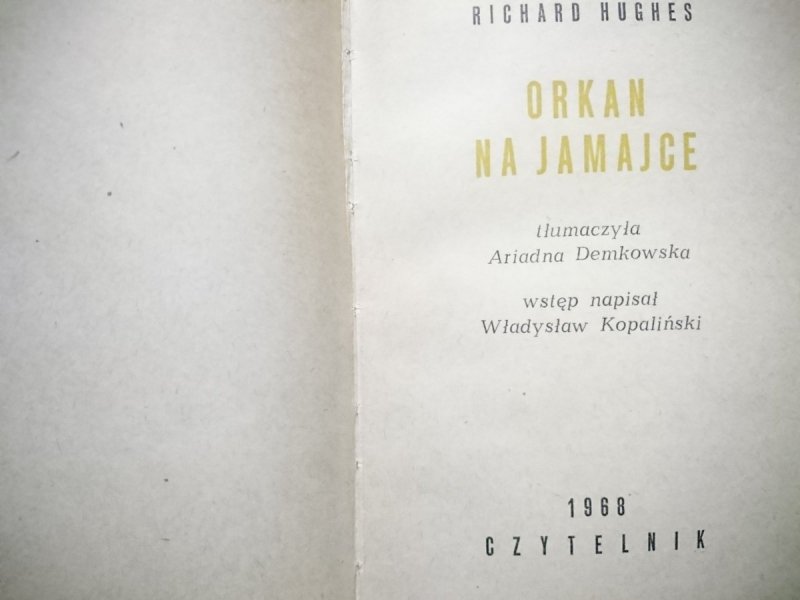 RICHARD HUGHES
ORKAN
NA JAMAJCE
tłumaczyła
Ariadna Demkowska
wstęp napisał
Władysław Kopaliński
1968
CZYTELNIK